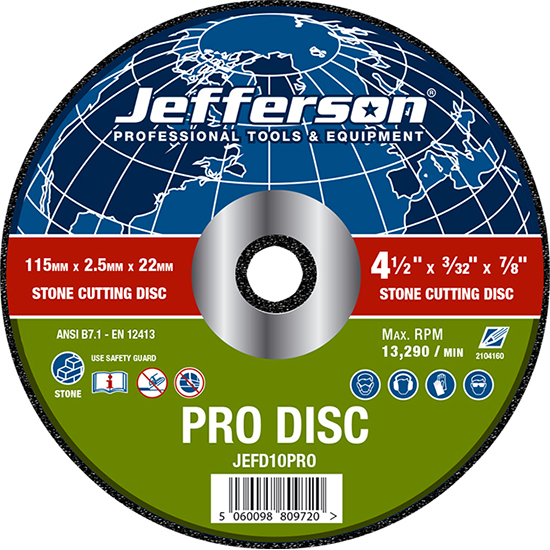 Jefferson®
PROFESSIONAL TOOLS & EQUIPMENT
115MM x 2.5MM x 22MM
STONE CUTTING DISC
4 1/2" x 3/32" x 7/8"
STONE CUTTING DISC
ANSI B7.1 - EN 12413
USE SAFETY GUARD
STONE
MAX. RPM
13,290 / MIN
2104160
PRO DISC
JEFD10PRO
5 060098 809720 >